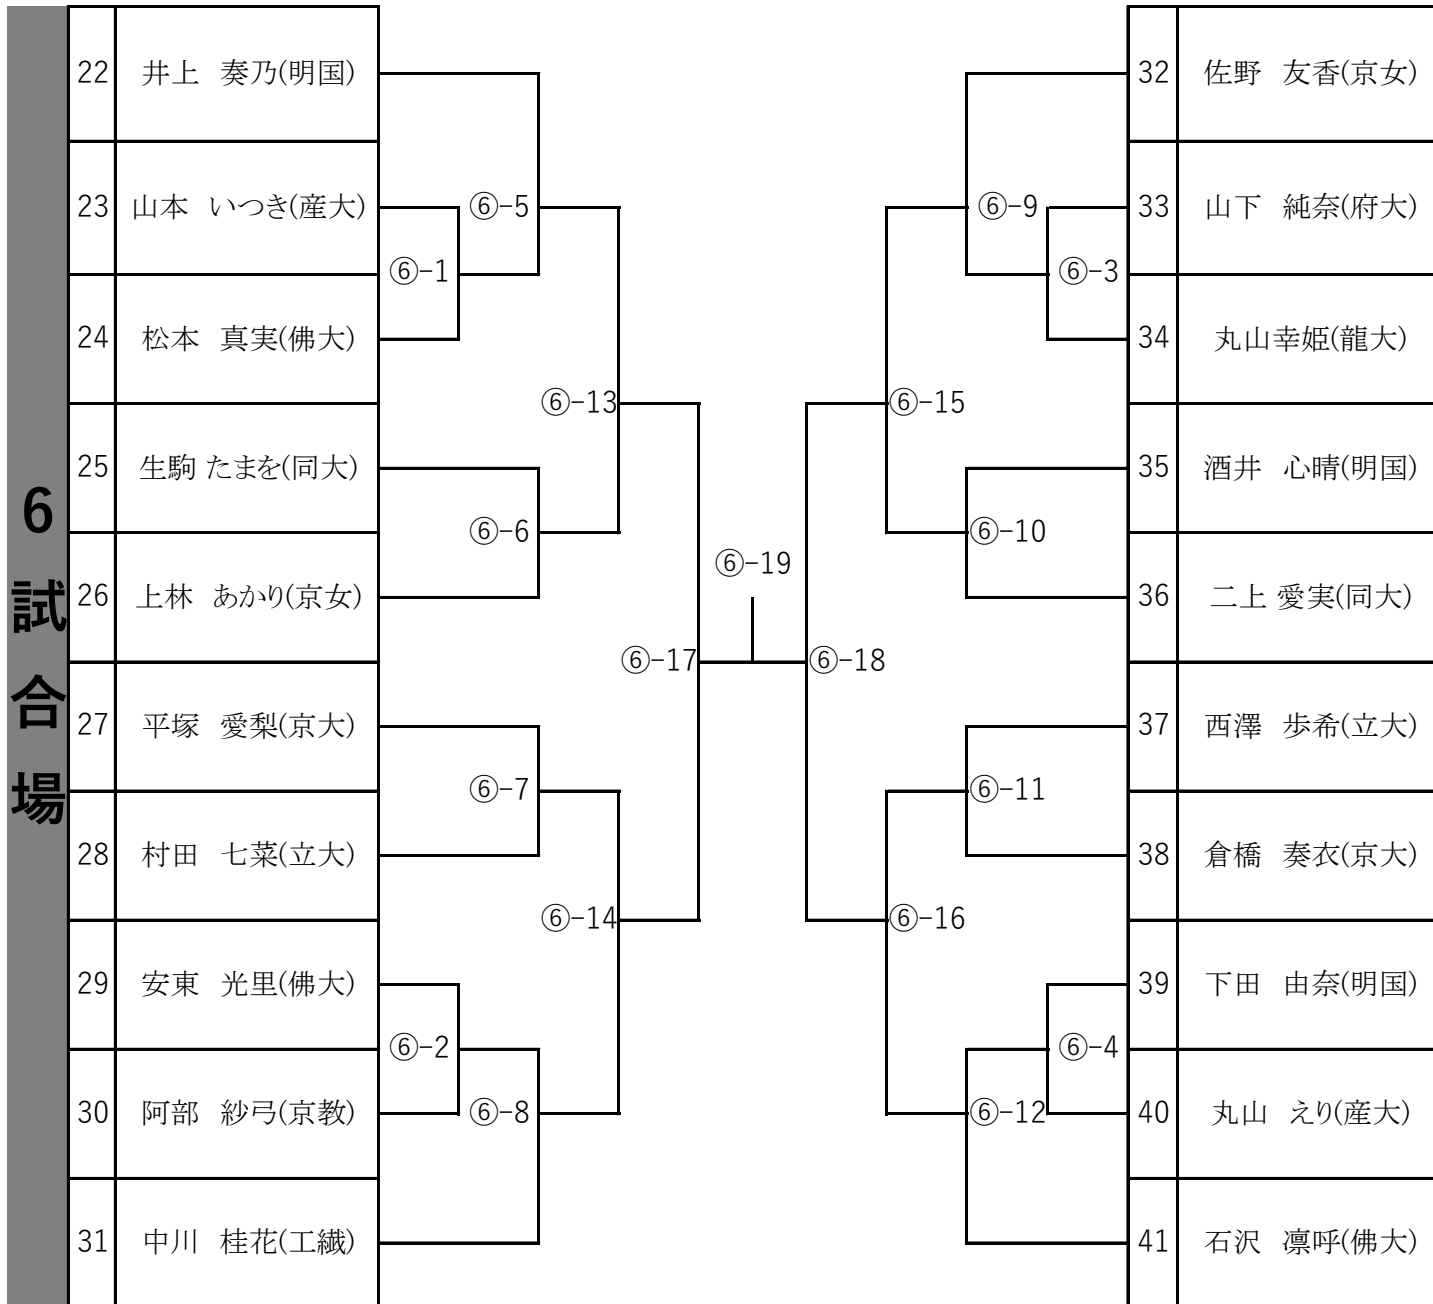 6試合場
22 井上 奏乃(明国)
23 山本 いつき(産大)
24 松本 真実(佛大)
25 生駒 たまを(同大)
26 上林 あかり(京女)
27 平塚 愛梨(京大)
28 村田 七菜(立大)
29 安東 光里(佛大)
30 阿部 紗弓(京教)
31 中川 桂花(工繊)
⑥-1
⑥-2
⑥-5
⑥-6
⑥-7
⑥-8
⑥-13
⑥-14
⑥-17
⑥-19
⑥-18
⑥-15
⑥-16
⑥-9
⑥-10
⑥-11
⑥-12
⑥-3
⑥-4
32 佐野 友香(京女)
33 山下 純奈(府大)
34 丸山幸姫(龍大)
35 酒井 心晴(明国)
36 二上 愛実(同大)
37 西澤 歩希(立大)
38 倉橋 奏衣(京大)
39 下田 由奈(明国)
40 丸山 えり(産大)
41 石沢 凛呼(佛大)